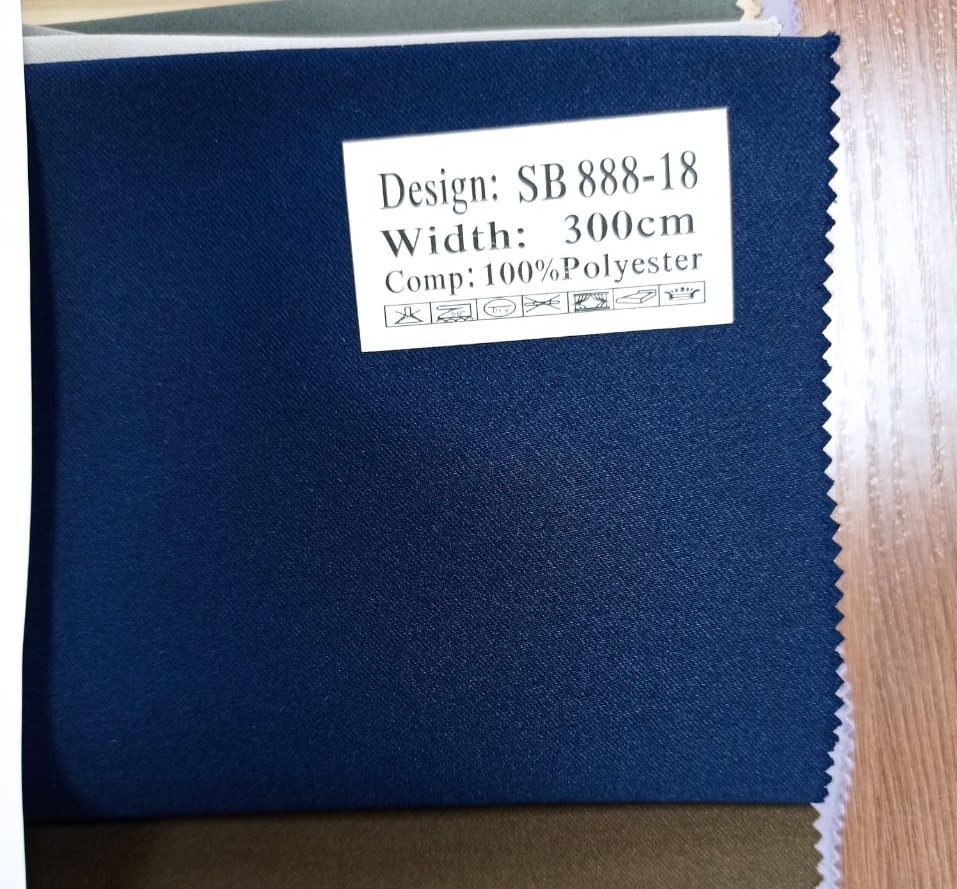 Design: SB 888-18
Width: 300cm
Comp: 100%Polyester